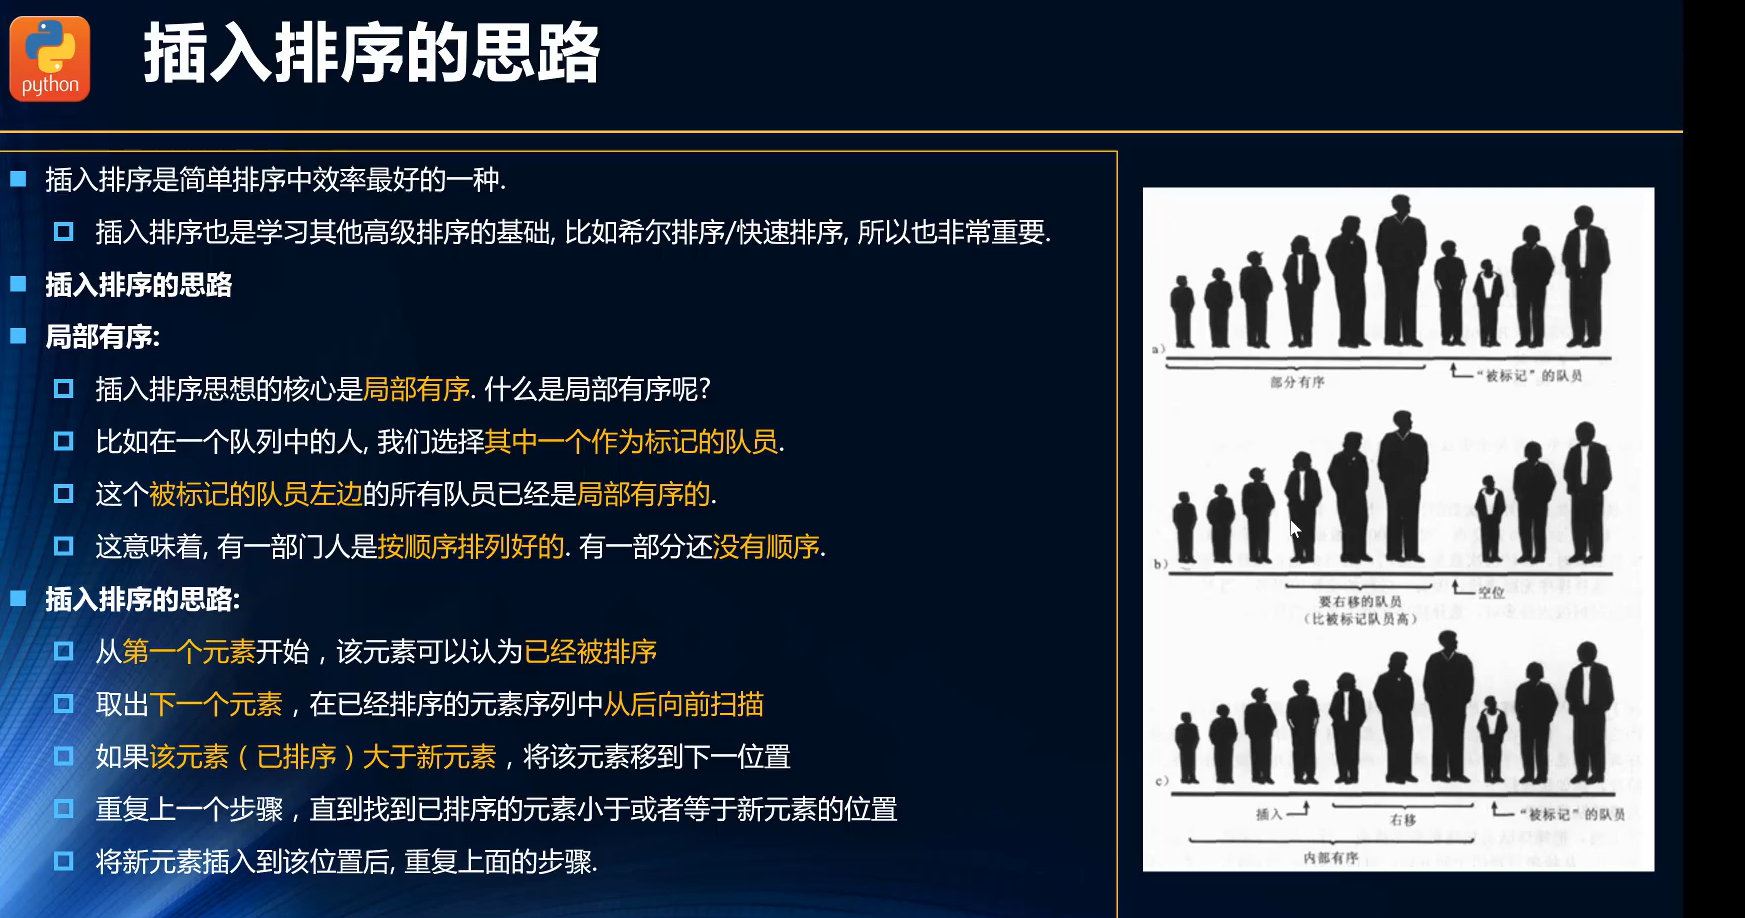 python
插入排序的思路
插入排序是简单排序中效率最好的一种.
插入排序也是学习其他高级排序的基础, 比如希尔排序/快速排序, 所以也非常重要.
插入排序的思路
局部有序:
插入排序思想的核心是局部有序. 什么是局部有序呢?
比如在一个队列中的人, 我们选择其中一个作为标记的队员.
这个被标记的队员左边的所有队员已经是局部有序的.
这意味着, 有一部门人是按顺序排列好的. 有一部分还没有顺序.
插入排序的思路:
从第一个元素开始，该元素可以认为已经被排序
取出下一个元素，在已经排序的元素序列中从后向前扫描
如果该元素（已排序）大于新元素，将该元素移到下一位置
重复上一个步骤，直到找到已排序的元素小于或者等于新元素的位置
将新元素插入到该位置后, 重复上面的步骤.
a）
部分有序
“被标记”的队员
b）
要右移的队员
（比被标记队员高）
空位
c）
插入
右移
“被标记”的队员
内部有序